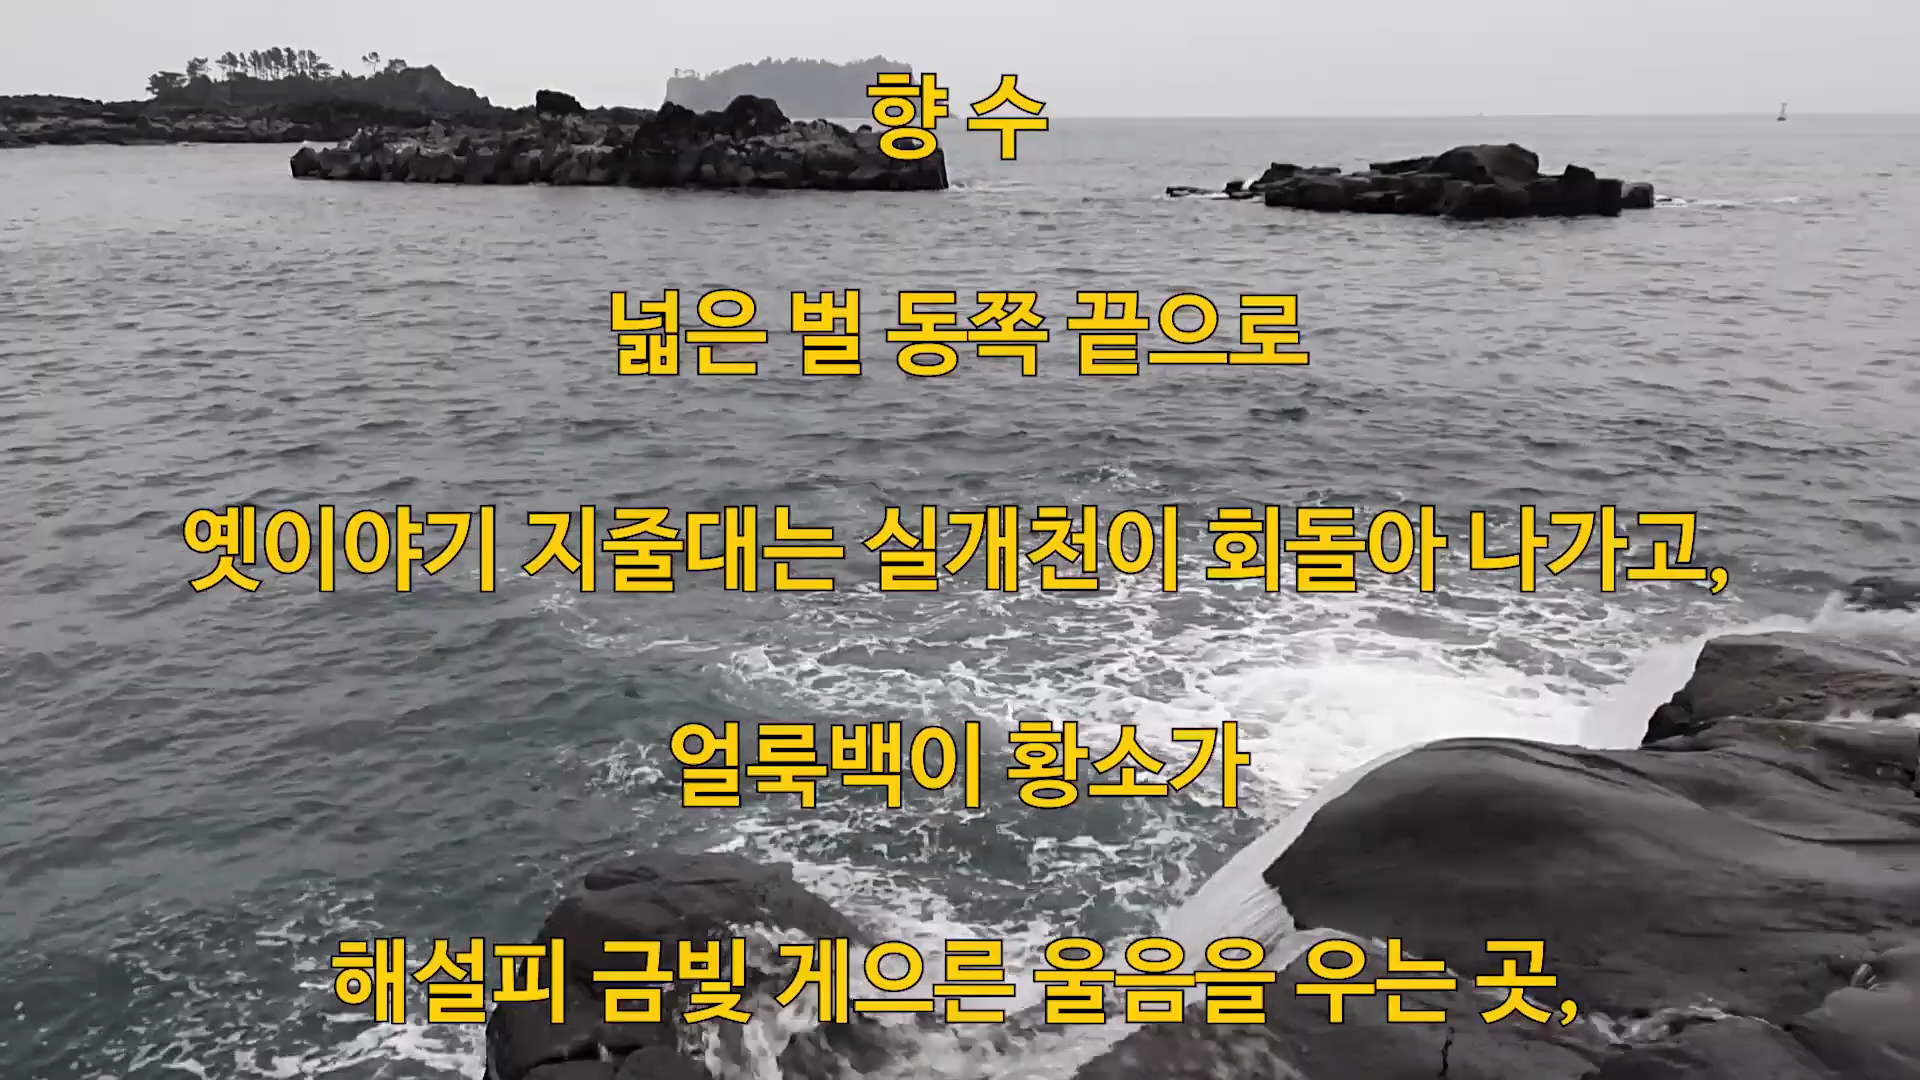 향 수
넓은 벌 동쪽 끝으로
옛이야기 지줄대는 실개천이 회돌아 나가고,
얼룩백이 황소가
해설피 금빛 게으른 울음을 우는 곳,